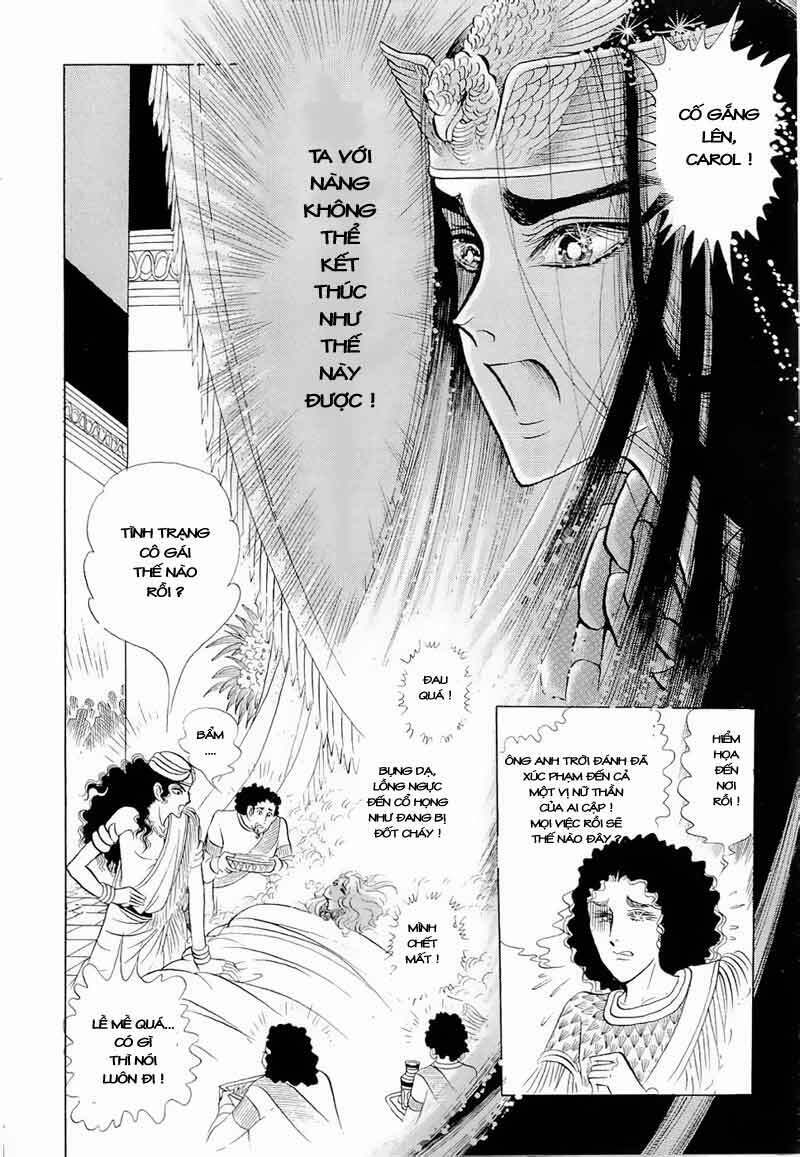 CỐ GẮNG
LÊN,
CAROL !
TA VỚI
NÀNG
KHÔNG
THỂ
KẾT
THÚC
NHƯ
THẾ
NÀY
ĐƯỢC !
TÌNH TRẠNG
CÔ GÁI
THẾ NÀO
RỒI ?
BẨM
....
ĐAU
QUÁ !
BỤNG DẠ,
LỒNG NGỰC
ĐẾN CỔ HỌNG
NHƯ ĐANG BỊ
ĐỐT CHÁY !
MÌNH
CHẾT
MẤT !
LỀ MỀ QUÁ...
CÓ GÌ
THÌ NÓI
LUÔN ĐI !
HIỂM
HỌA
ĐẾN
NƠI
RỒI !
ÔNG ANH TRỜI ĐÁNH ĐÃ
XÚC PHẠM ĐẾN CẢ
MỘT VỊ NỮ THẦN
CỦA AI CẬP !
MỌI VIỆC RỒI SẼ
THẾ NÀO ĐÂY ?